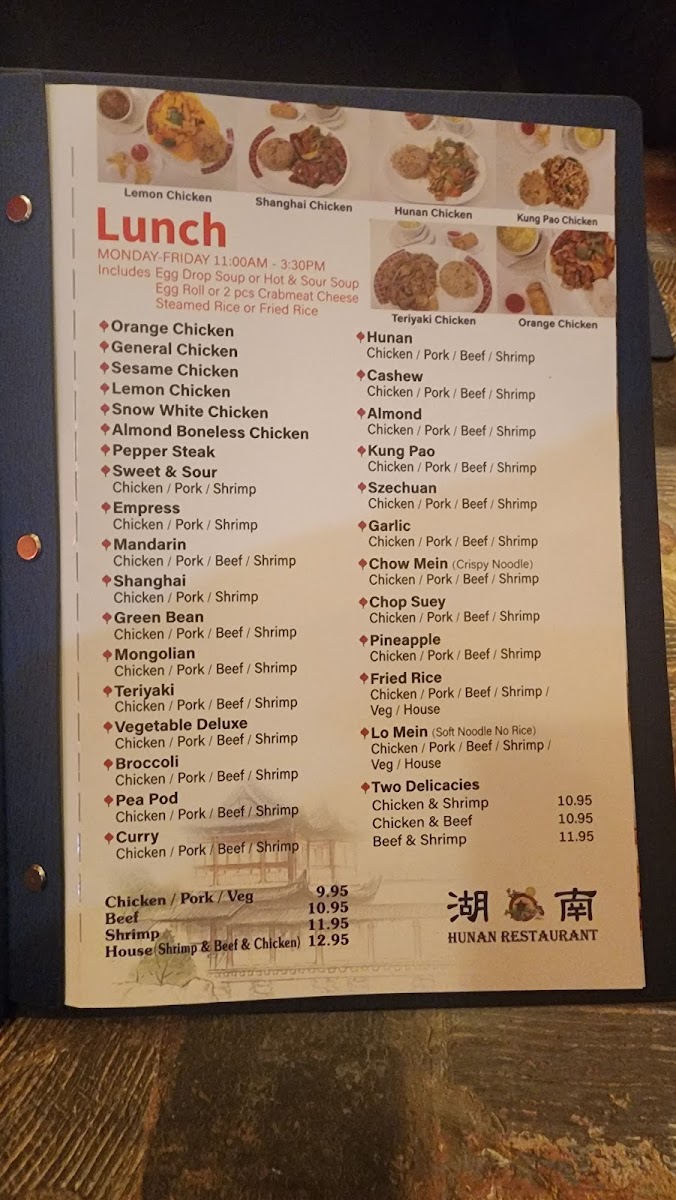 Lemon Chicken
Shanghai Chicken
Hunan Chicken
Kung Pao Chicken
Teriyaki Chicken
Orange Chicken
Lunch
MONDAY-FRIDAY 11:00AM - 3:30PM
Includes Egg Drop Soup or Hot & Sour Soup
Egg Roll or 2 pcs Crabmeat Cheese
Steamed Rice or Fried Rice
Orange Chicken
General Chicken
Sesame Chicken
Lemon Chicken
Snow White Chicken
Almond Boneless Chicken
Pepper Steak
Sweet & Sour
Chicken / Pork / Shrimp
Empress
Chicken / Pork / Shrimp
Mandarin
Chicken / Pork / Beef / Shrimp
Shanghai
Chicken / Pork / Shrimp
Green Bean
Chicken / Pork / Beef / Shrimp
Mongolian
Chicken / Pork / Beef / Shrimp
Teriyaki
Chicken / Pork / Beef / Shrimp
Vegetable Deluxe
Chicken / Pork / Beef / Shrimp
Broccoli
Chicken / Pork / Beef / Shrimp
Pea Pod
Chicken / Pork / Beef / Shrimp
Curry
Chicken / Pork / Beef / Shrimp
Hunan
Chicken / Pork / Beef / Shrimp
Cashew
Chicken / Pork / Beef / Shrimp
Almond
Chicken / Pork / Beef / Shrimp
Kung Pao
Chicken / Pork / Beef / Shrimp
Szechuan
Chicken / Pork / Beef / Shrimp
Garlic
Chicken / Pork / Beef / Shrimp
Chow Mein (Crispy Noodle)
Chicken / Pork / Beef / Shrimp
Chop Suey
Chicken / Pork / Beef / Shrimp
Pineapple
Chicken / Pork / Beef / Shrimp
Fried Rice
Chicken / Pork / Beef / Shrimp /
Veg / House
Lo Mein (Soft Noodle No Rice)
Chicken / Pork / Beef / Shrimp /
Veg / House
Two Delicacies
Chicken & Shrimp 10.95
Chicken & Beef 10.95
Beef & Shrimp 11.95
Chicken / Pork / Veg 9.95
Beef 10.95
Shrimp 11.95
House (Shrimp & Beef & Chicken) 12.95
湖 南
HUNAN RESTAURANT